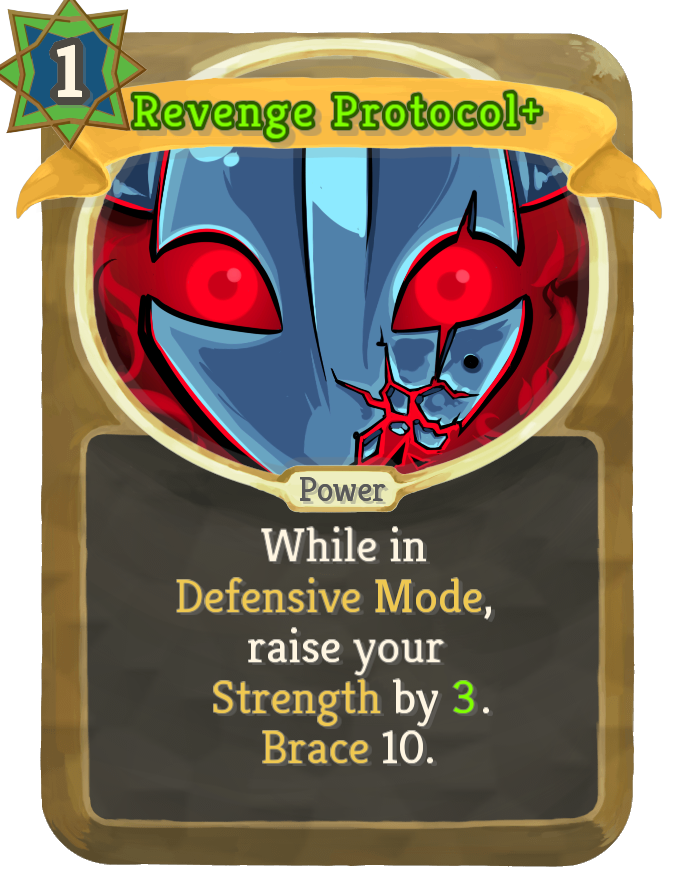 1
Revenge Protocol+
Power
While in
Defensive Mode,
raise your
Strength by 3.
Brace 10.